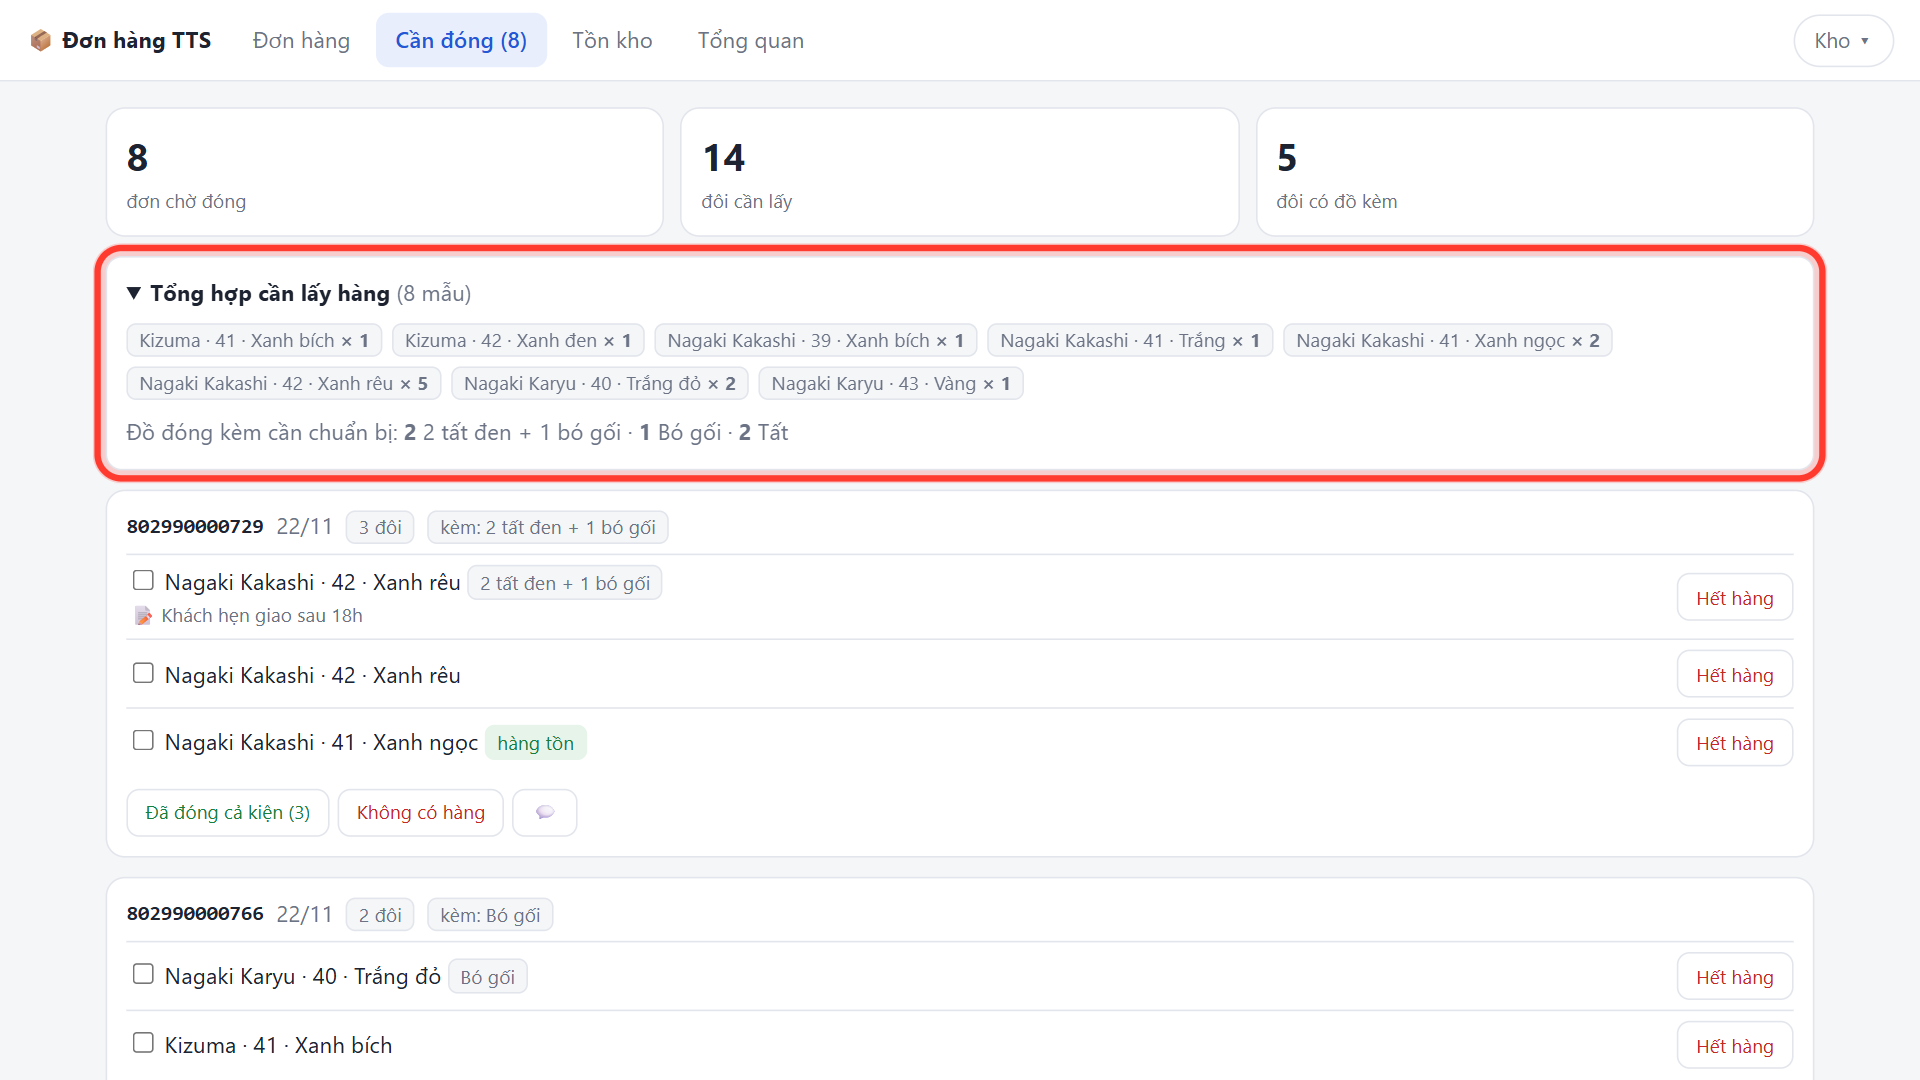 📦 Đơn hàng TTS Đơn hàng Cần đóng (8) Tồn kho Tổng quan Kho ▾
8
đơn chờ đóng
14
đôi cần lấy
5
đôi có đồ kèm
▼ Tổng hợp cần lấy hàng (8 mẫu)
Kizuma · 41 · Xanh bích × 1 Kizuma · 42 · Xanh đen × 1 Nagaki Kakashi · 39 · Xanh bích × 1 Nagaki Kakashi · 41 · Trắng × 1 Nagaki Kakashi · 41 · Xanh ngọc × 2
Nagaki Kakashi · 42 · Xanh rêu × 5 Nagaki Karyu · 40 · Trắng đỏ × 2 Nagaki Karyu · 43 · Vàng × 1
Đồ đóng kèm cần chuẩn bị: 2 2 tất đen + 1 bó gối · 1 Bó gối · 2 Tất
802990000729 22/11 3 đôi kèm: 2 tất đen + 1 bó gối
Nagaki Kakashi · 42 · Xanh rêu 2 tất đen + 1 bó gối Hết hàng
📝 Khách hẹn giao sau 18h
Nagaki Kakashi · 42 · Xanh rêu Hết hàng
Nagaki Kakashi · 41 · Xanh ngọc hàng tồn Hết hàng
Đã đóng cả kiện (3) Không có hàng 💬
802990000766 22/11 2 đôi kèm: Bó gối
Nagaki Karyu · 40 · Trắng đỏ Bó gối Hết hàng
Kizuma · 41 · Xanh bích Hết hàng